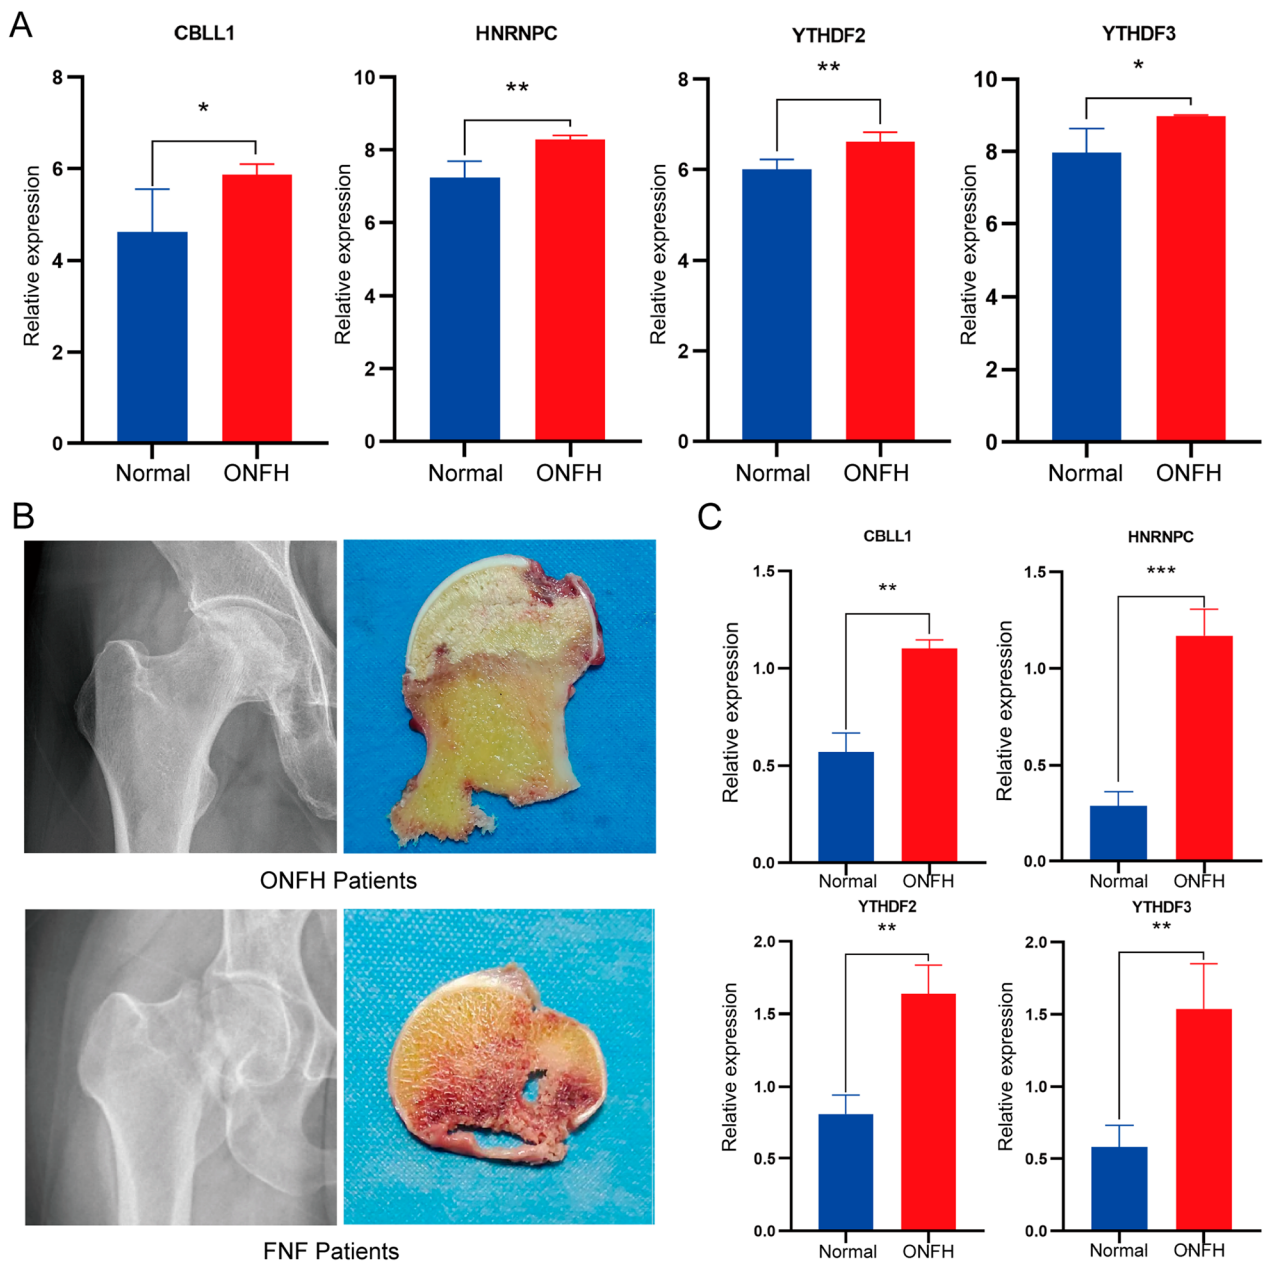 A
CBLL1
HNRNPC
YTHDF2
YTHDF3
*
**
**
*
Relative expression
8
6
4
2
0
Normal
ONFH
Relative expression
10
8
6
4
2
0
Normal
ONFH
Relative expression
8
6
4
2
0
Normal
ONFH
Relative expression
10
8
6
4
2
0
Normal
ONFH
B
ONFH Patients
FNF Patients
C
CBLL1
**
Relative expression
1.5
1.0
0.5
0.0
Normal
ONFH
HNRNPC
***
Relative expression
1.5
1.0
0.5
0.0
Normal
ONFH
YTHDF2
**
Relative expression
2.0
1.5
1.0
0.5
0.0
Normal
ONFH
YTHDF3
**
Relative expression
2.0
1.5
1.0
0.5
0.0
Normal
ONFH